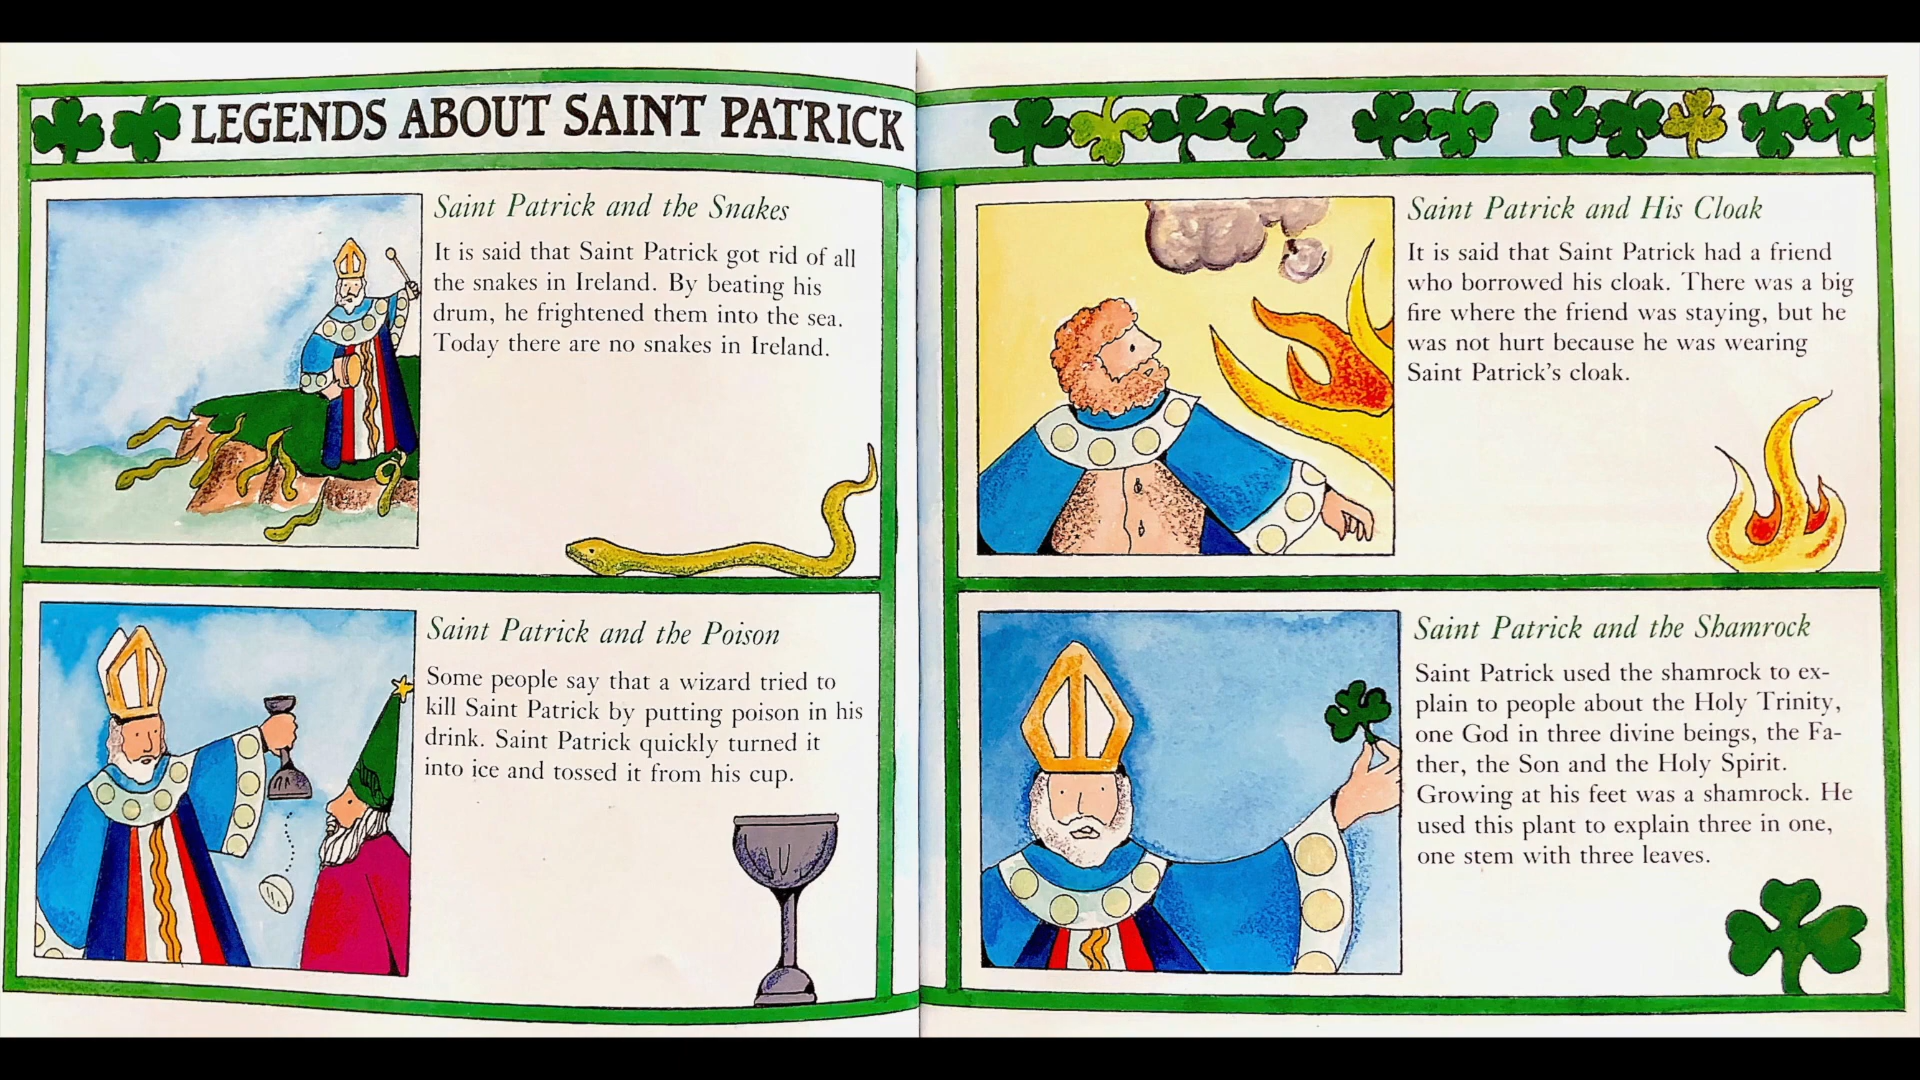 LEGENDS ABOUT SAINT PATRICK
Saint Patrick and the Snakes
It is said that Saint Patrick got rid of all
the snakes in Ireland. By beating his
drum, he frightened them into the sea.
Today there are no snakes in Ireland.
Saint Patrick and the Poison
Some people say that a wizard tried to
kill Saint Patrick by putting poison in his
drink. Saint Patrick quickly turned it
into ice and tossed it from his cup.
Saint Patrick and His Cloak
It is said that Saint Patrick had a friend
who borrowed his cloak. There was a big
fire where the friend was staying, but he
was not hurt because he was wearing
Saint Patrick's cloak.
Saint Patrick and the Shamrock
Saint Patrick used the shamrock to ex-
plain to people about the Holy Trinity,
one God in three divine beings, the Fa-
ther, the Son and the Holy Spirit.
Growing at his feet was a shamrock. He
used this plant to explain three in one,
one stem with three leaves.